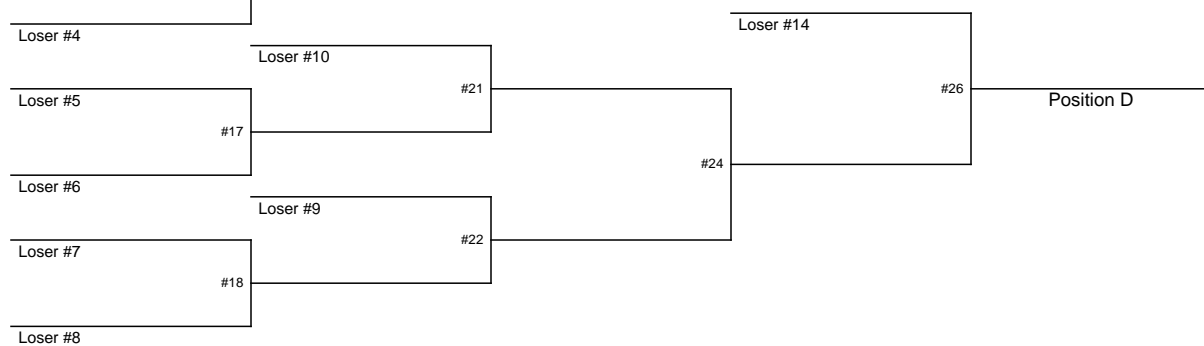 Loser #4
Loser #10
Loser #5
#17
Loser #6
#21
Loser #9
Loser #7
#18
Loser #8
#22
#24
Loser #14
#26
Position D